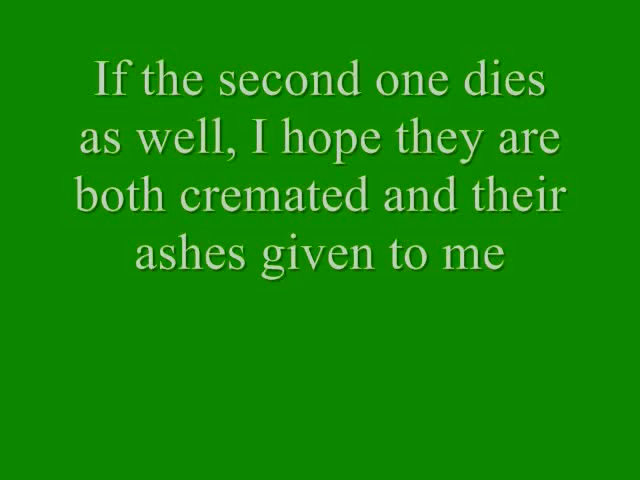 If the second one dies
as well, I hope they are
both cremated and their
ashes given to me